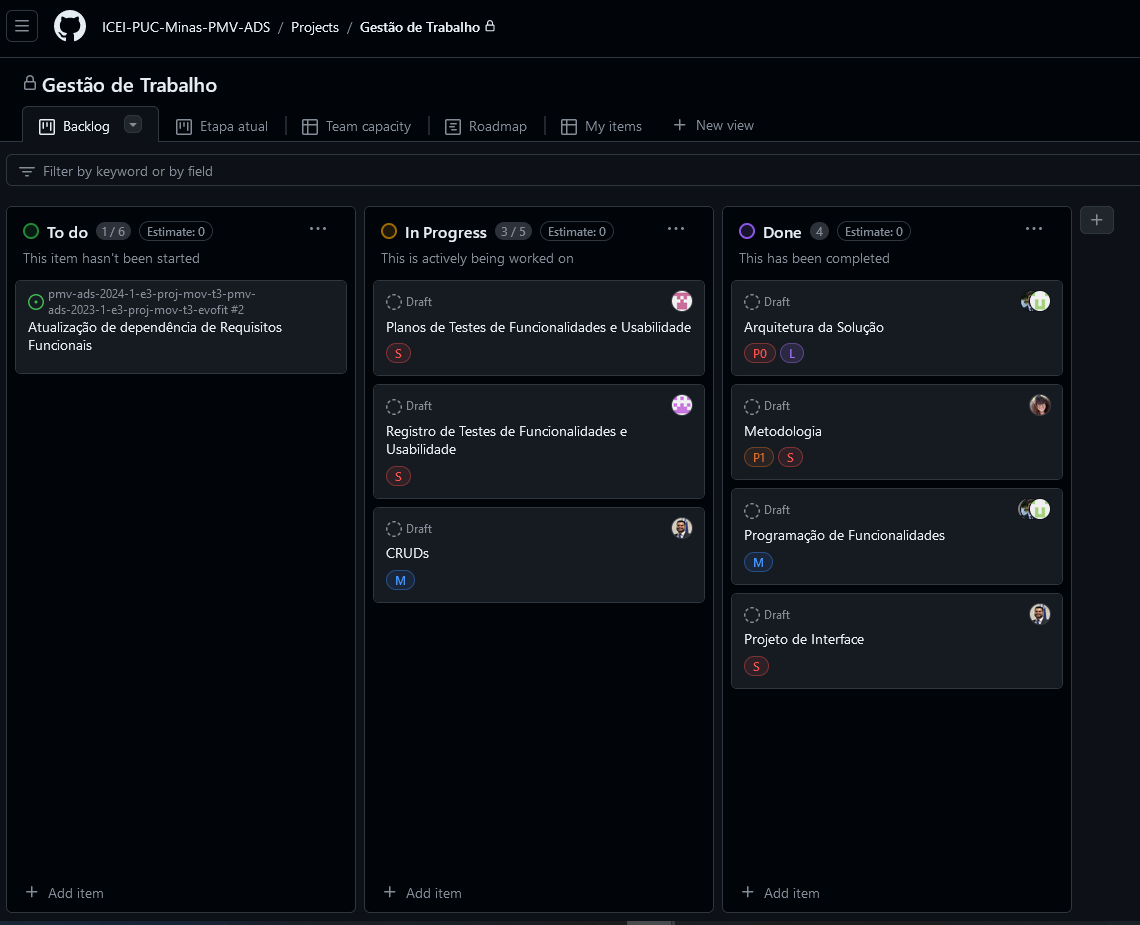 ICEI-PUC-Minas-PMV-ADS / Projects / Gestão de Trabalho
Gestão de Trabalho
Backlog Etapa atual Team capacity Roadmap My items New view
Filter by keyword or by field
To do 1 / 6 Estimate: 0
This item hasn't been started
pmv-ads-2024-1-e3-proj-mov-t3-pmv-
ads-2023-1-e3-proj-mov-t3-evofit #2
Atualização de dependência de Requisitos
Funcionais
Add item
In Progress 3 / 5 Estimate: 0
This is actively being worked on
Draft
Planos de Testes de Funcionalidades e Usabilidade
S
Draft
Registro de Testes de Funcionalidades e
Usabilidade
S
Draft
CRUDs
M
Add item
Done 4 Estimate: 0
This has been completed
Draft
Arquitetura da Solução
P0 L
Draft
Metodologia
P1 S
Draft
Programação de Funcionalidades
M
Draft
Projeto de Interface
S
Add item